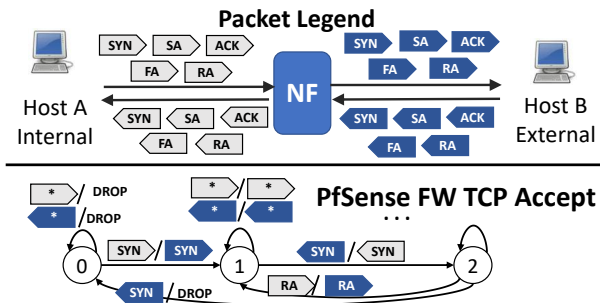 Packet Legend
SYN SA ACK SYN SA ACK
FA RA FA RA
NF
Host A
Internal
Host B
External
SYN SA ACK SYN SA ACK
FA RA FA RA
* / DROP
* / DROP
* / *
* / *
PfSense FW TCP Accept
...
SYN / SYN
SYN / SYN
0 1 2
RA / RA
SYN / DROP